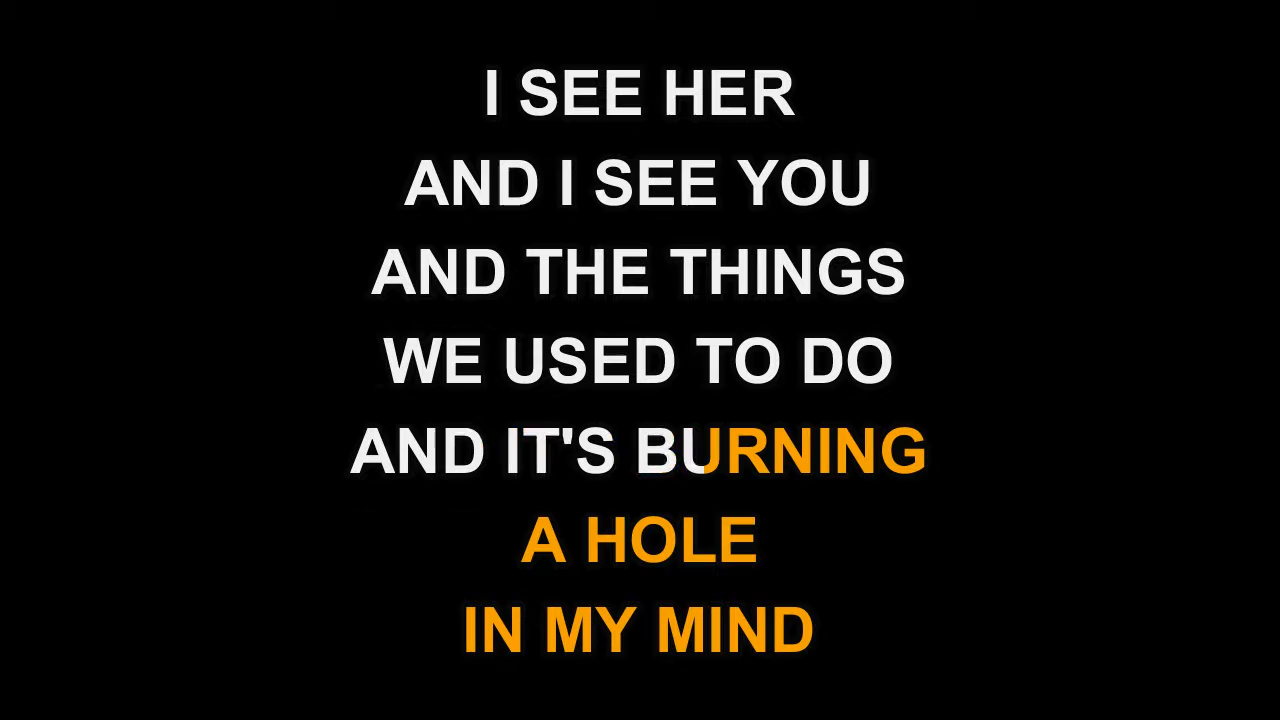 I SEE HER
AND I SEE YOU
AND THE THINGS
WE USED TO DO
AND IT'S BURNING
A HOLE
IN MY MIND